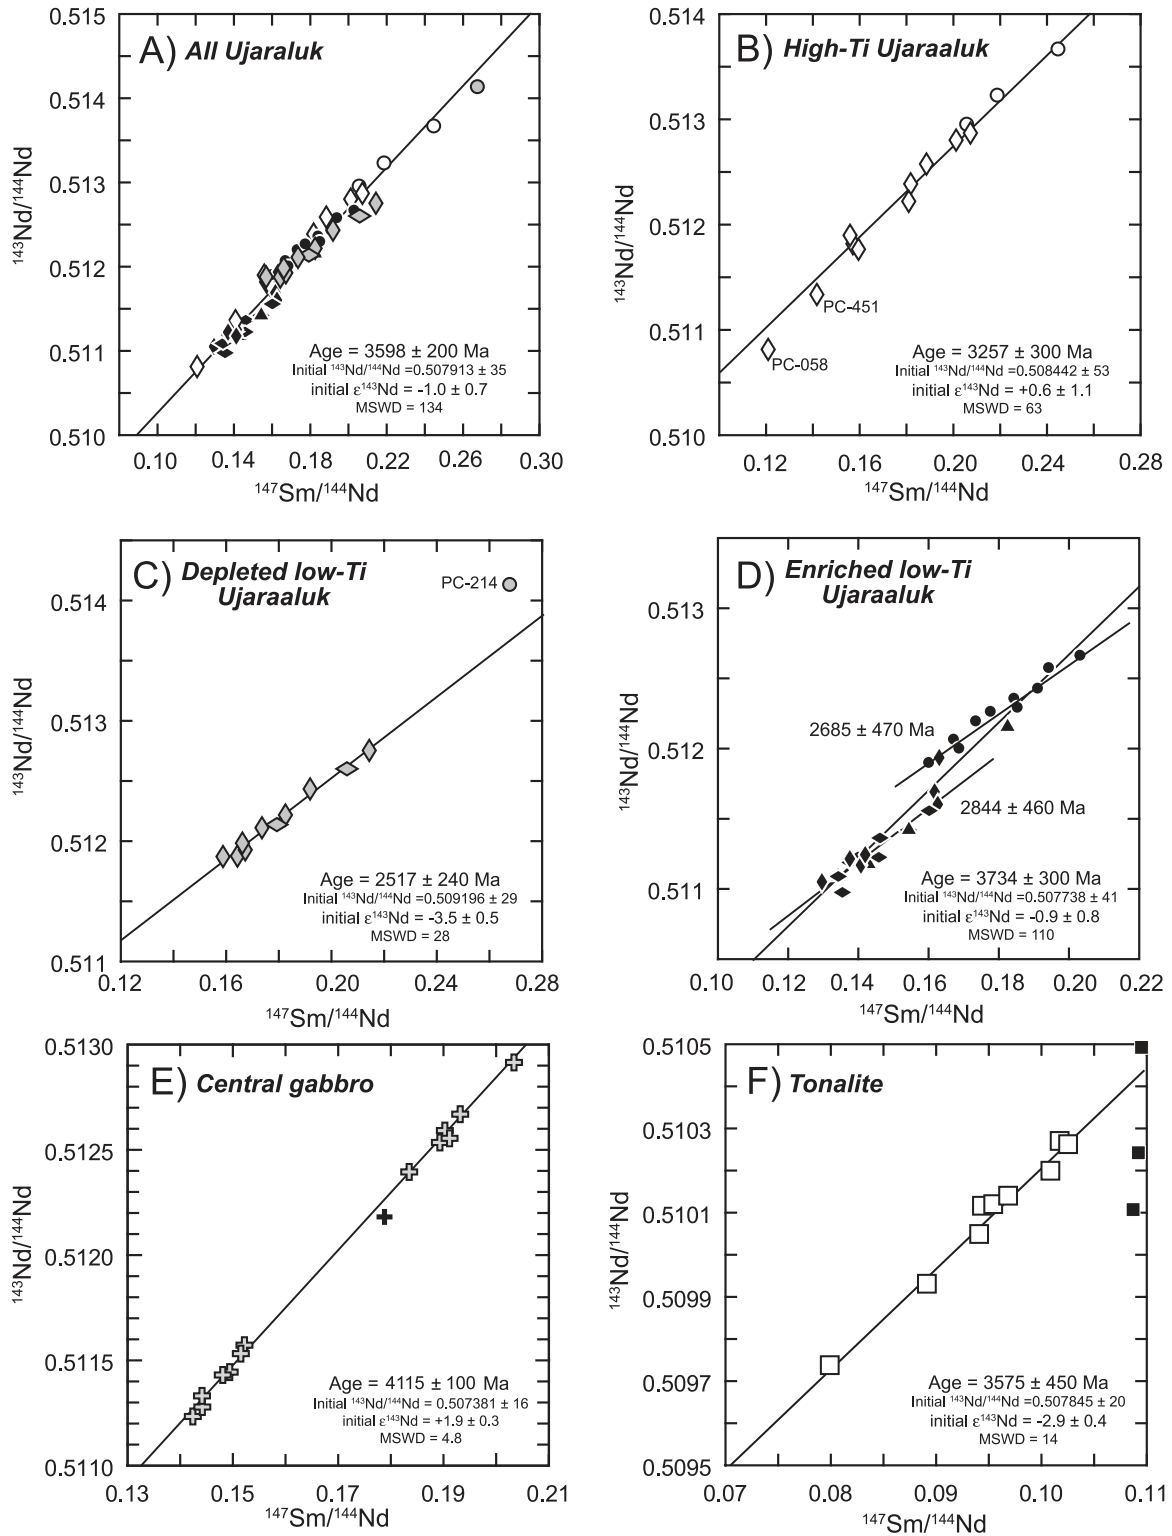 A) All Ujaraluk
0.515
0.514
0.513
0.512
0.511
0.510
¹⁴³Nd/¹⁴⁴Nd
Age = 3598 ± 200 Ma
Initial ¹⁴³Nd/¹⁴⁴Nd =0.507913 ± 35
initial ε¹⁴³Nd = -1.0 ± 0.7
MSWD = 134
0.10 0.14 0.18 0.22 0.26 0.30
¹⁴⁷Sm/¹⁴⁴Nd
B) High-Ti Ujaraaluk
0.514
0.513
0.512
0.511
0.510
¹⁴³Nd/¹⁴⁴Nd
PC-451
PC-058
Age = 3257 ± 300 Ma
Initial ¹⁴³Nd/¹⁴⁴Nd =0.508442 ± 53
initial ε¹⁴³Nd = +0.6 ± 1.1
MSWD = 63
0.12 0.16 0.20 0.24 0.28
¹⁴⁷Sm/¹⁴⁴Nd
C) Depleted low-Ti
Ujaraaluk
PC-214
0.514
0.513
0.512
0.511
¹⁴³Nd/¹⁴⁴Nd
Age = 2517 ± 240 Ma
Initial ¹⁴³Nd/¹⁴⁴Nd =0.509196 ± 29
initial ε¹⁴³Nd = -3.5 ± 0.5
MSWD = 28
0.12 0.16 0.20 0.24 0.28
¹⁴⁷Sm/¹⁴⁴Nd
D) Enriched low-Ti
Ujaraaluk
0.513
0.512
0.511
¹⁴³Nd/¹⁴⁴Nd
2685 ± 470 Ma
2844 ± 460 Ma
Age = 3734 ± 300 Ma
Initial ¹⁴³Nd/¹⁴⁴Nd =0.507738 ± 41
initial ε¹⁴³Nd = -0.9 ± 0.8
MSWD = 110
0.10 0.12 0.14 0.16 0.18 0.20 0.22
¹⁴⁷Sm/¹⁴⁴Nd
E) Central gabbro
0.5130
0.5125
0.5120
0.5115
0.5110
¹⁴³Nd/¹⁴⁴Nd
Age = 4115 ± 100 Ma
Initial ¹⁴³Nd/¹⁴⁴Nd = 0.507381 ± 16
initial ε¹⁴³Nd = +1.9 ± 0.3
MSWD = 4.8
0.13 0.15 0.17 0.19 0.21
¹⁴⁷Sm/¹⁴⁴Nd
F) Tonalite
0.5105
0.5103
0.5101
0.5099
0.5097
0.5095
¹⁴³Nd/¹⁴⁴Nd
Age = 3575 ± 450 Ma
Initial ¹⁴³Nd/¹⁴⁴Nd =0.507845 ± 20
initial ε¹⁴³Nd = -2.9 ± 0.4
MSWD = 14
0.07 0.08 0.09 0.10 0.11
¹⁴⁷Sm/¹⁴⁴Nd